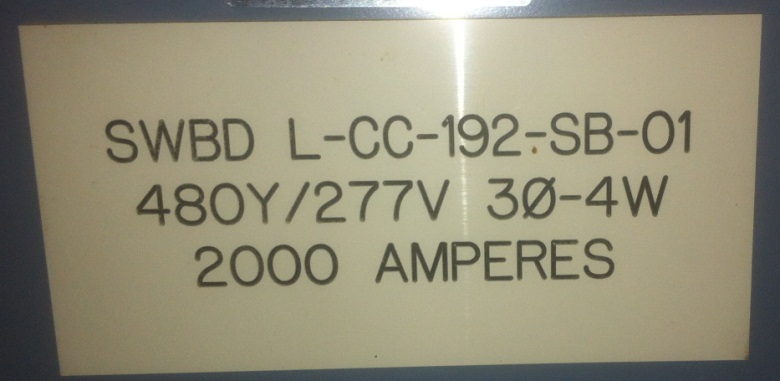 SWBD L-CC-192-SB-01
480Y/277V 3Ø-4W
2000 AMPERES